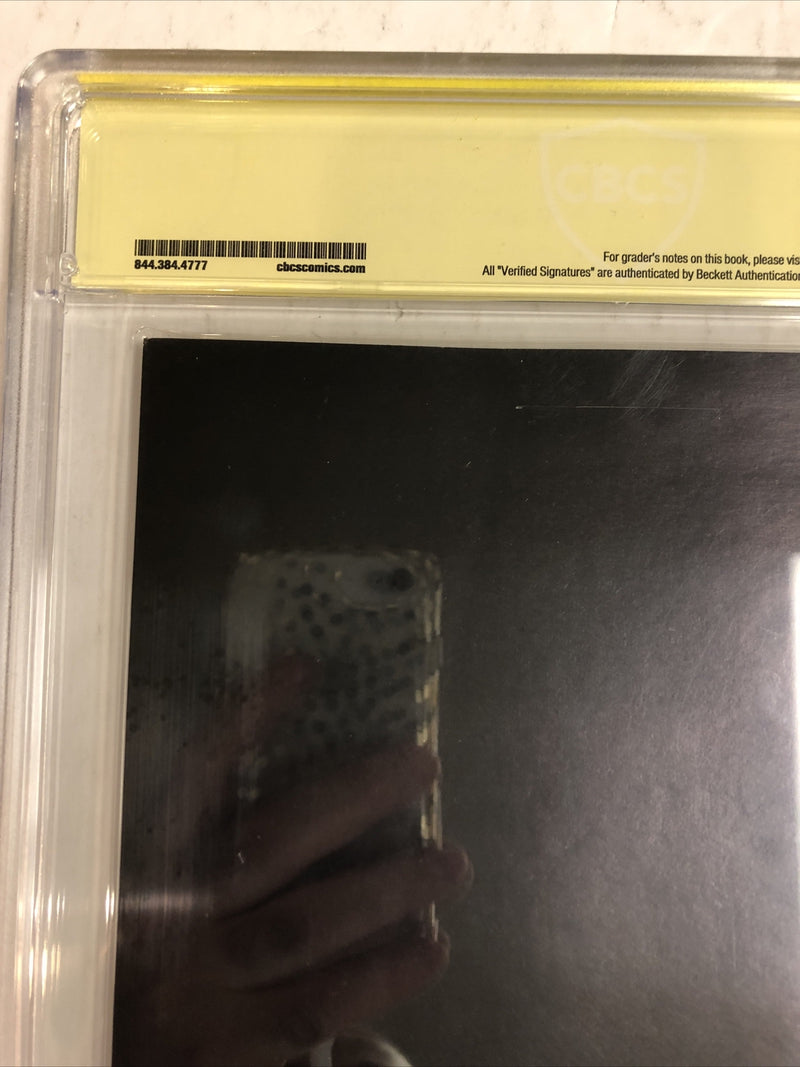 CBCS
844.384.4777 cbcscomics.com
For grader's notes on this book, please vis
All "Verified Signatures" are authenticated by Beckett Authentication